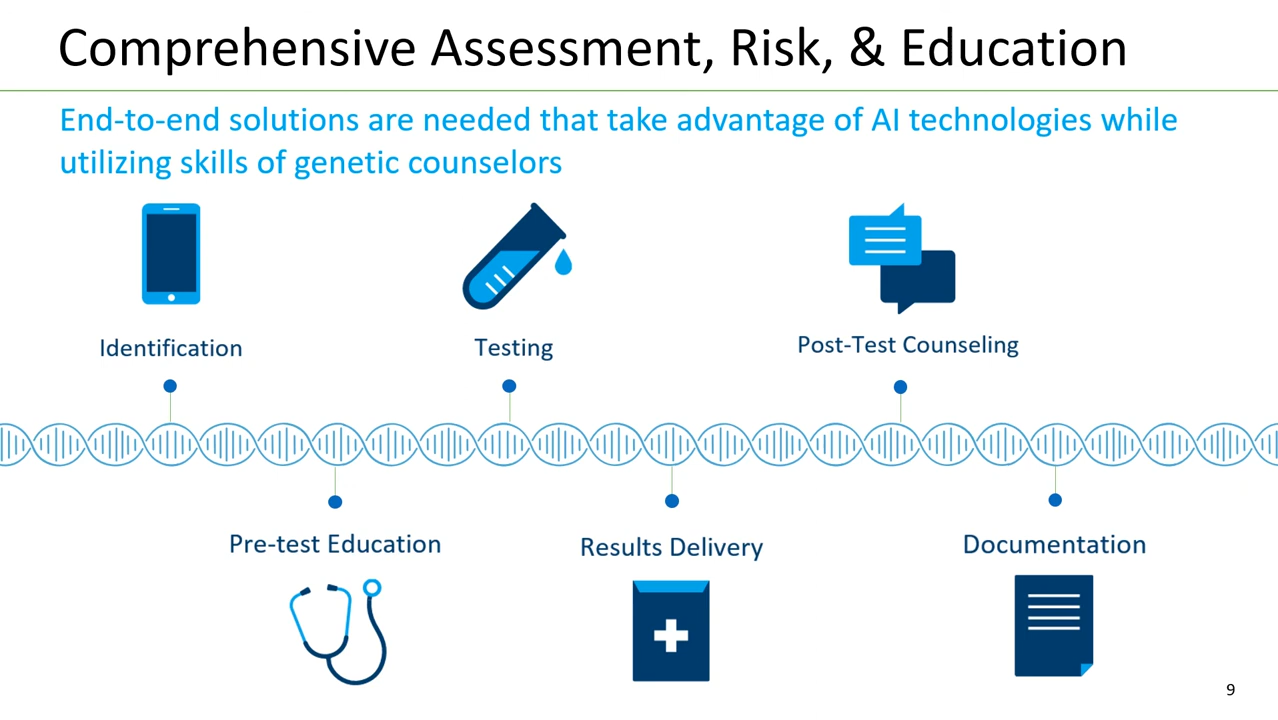 Comprehensive Assessment, Risk, & Education
End-to-end solutions are needed that take advantage of AI technologies while
utilizing skills of genetic counselors
Identification
Testing
Post-Test Counseling
Pre-test Education
Results Delivery
Documentation
9